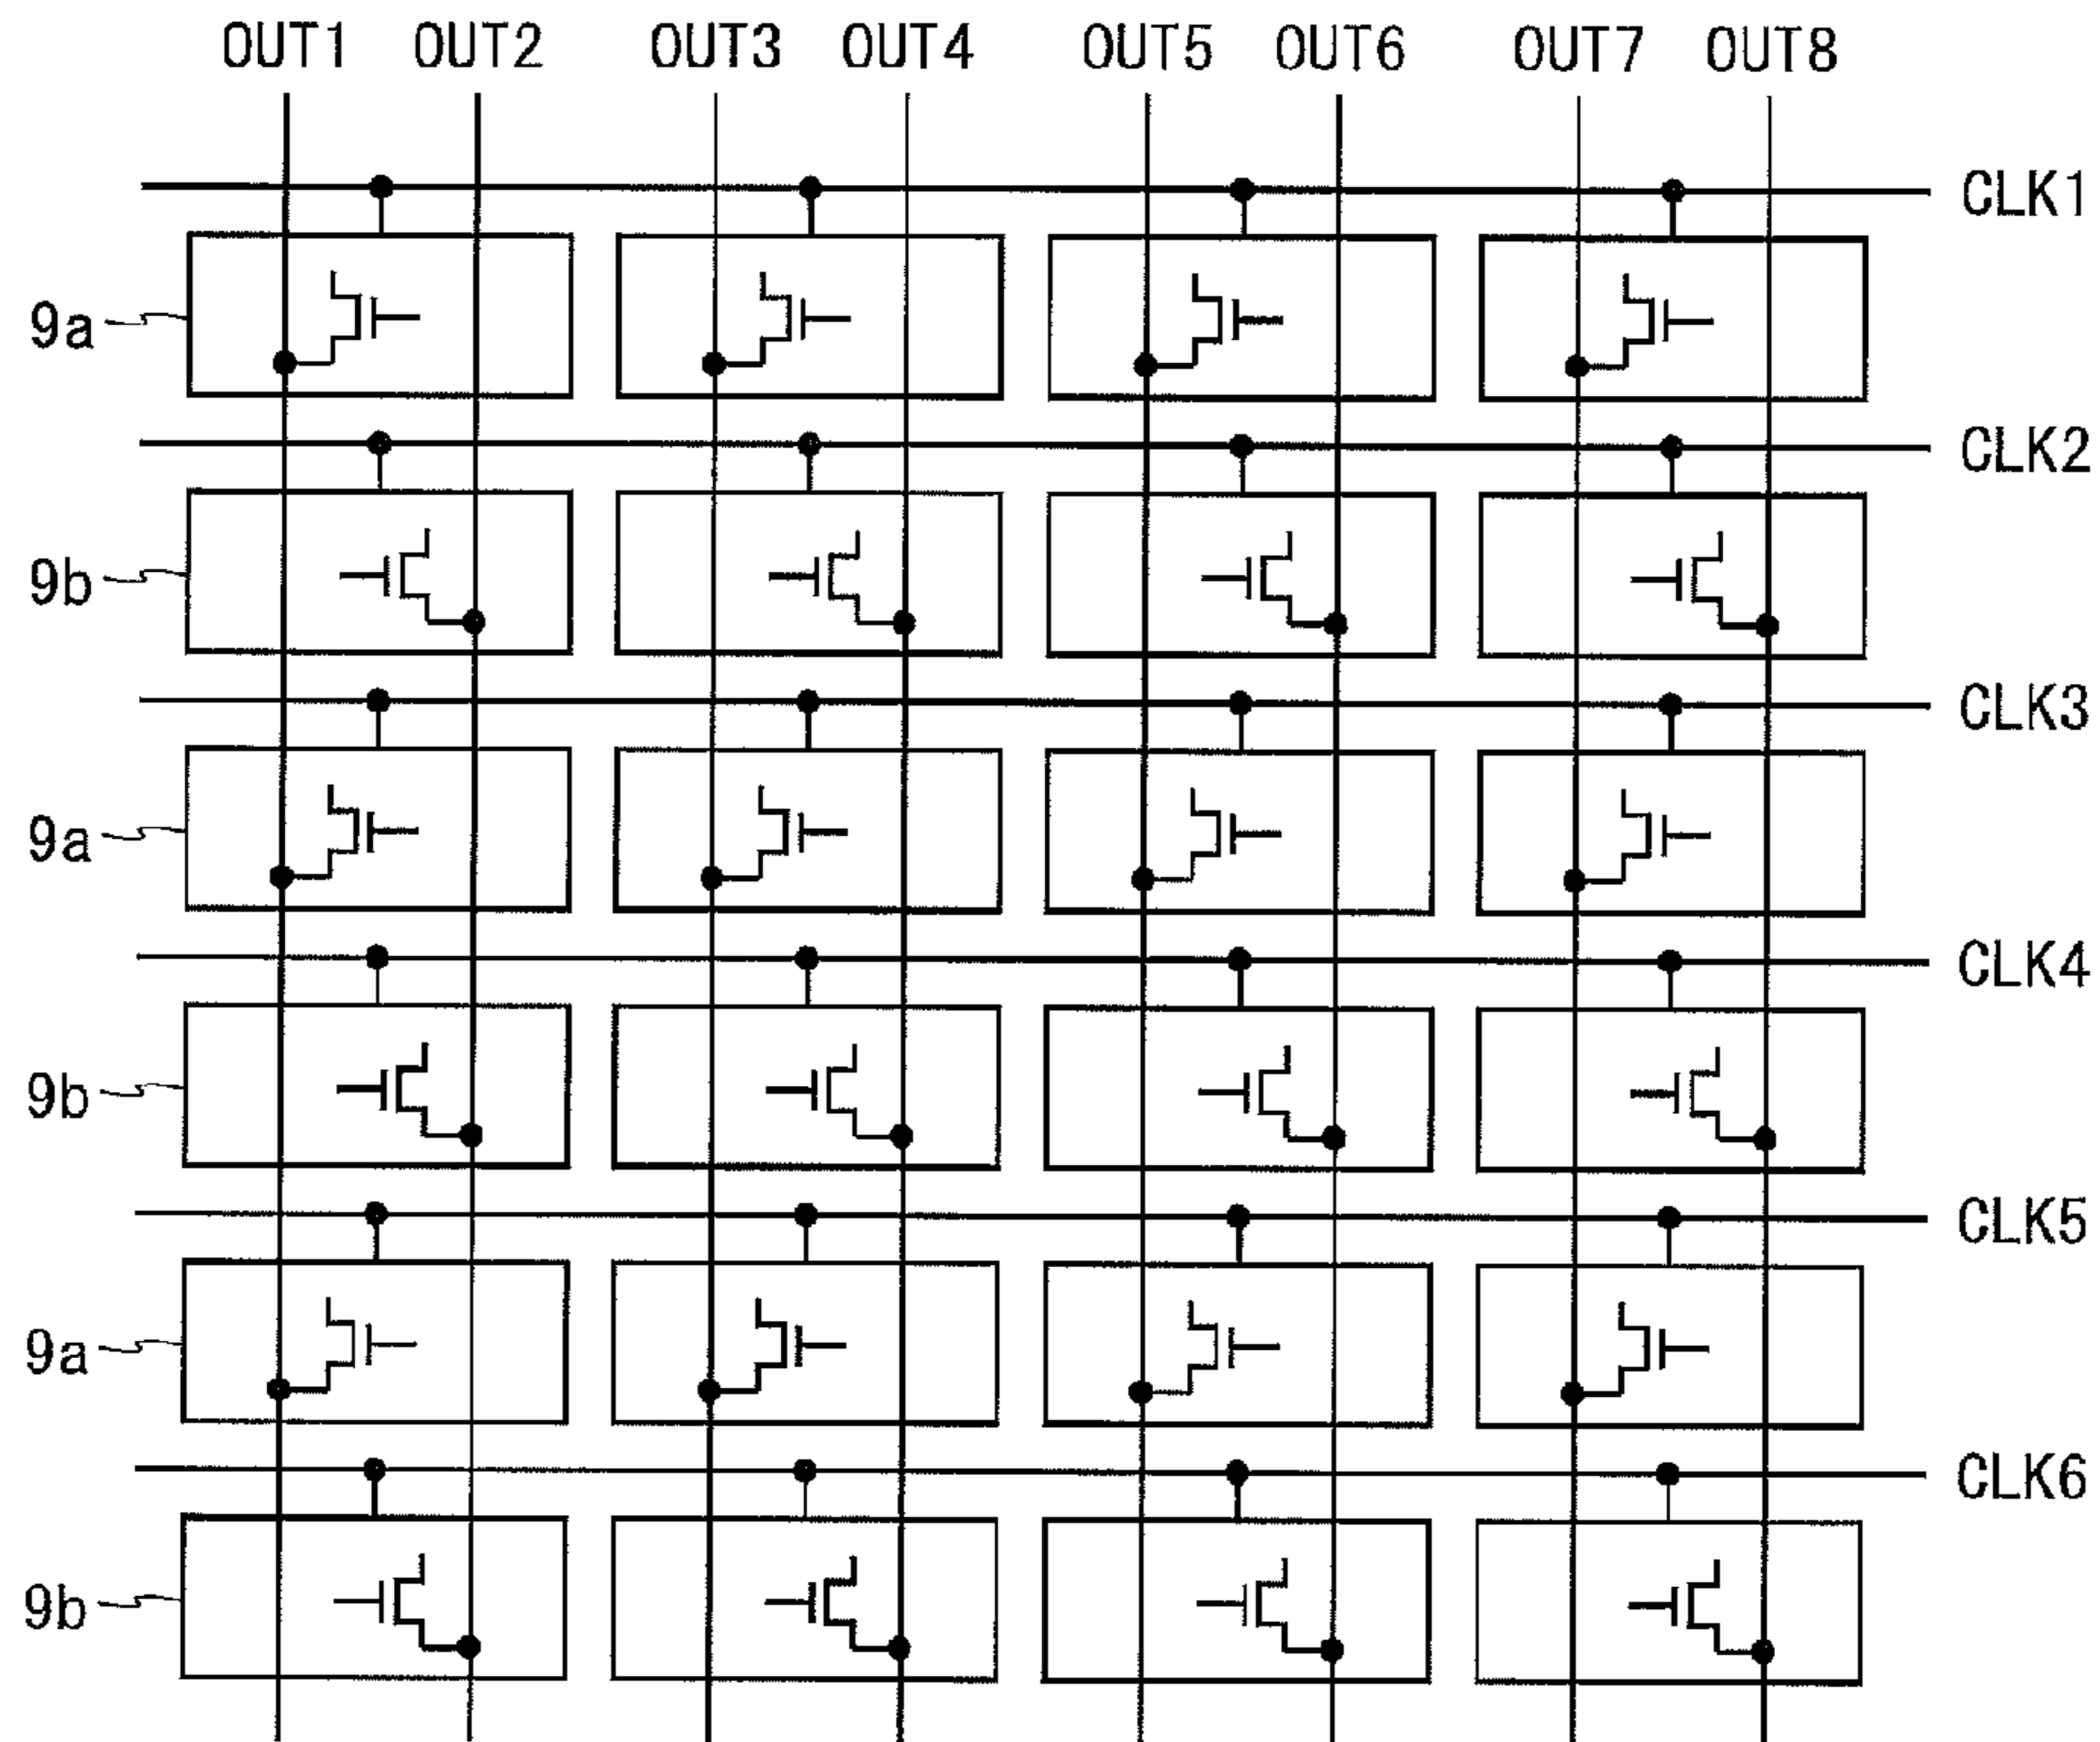 OUT1 OUT2 OUT3 OUT4 OUT5 OUT6 OUT7 OUT8
CLK1
9a
CLK2
9b
CLK3
9a
CLK4
9b
CLK5
9a
CLK6
9b